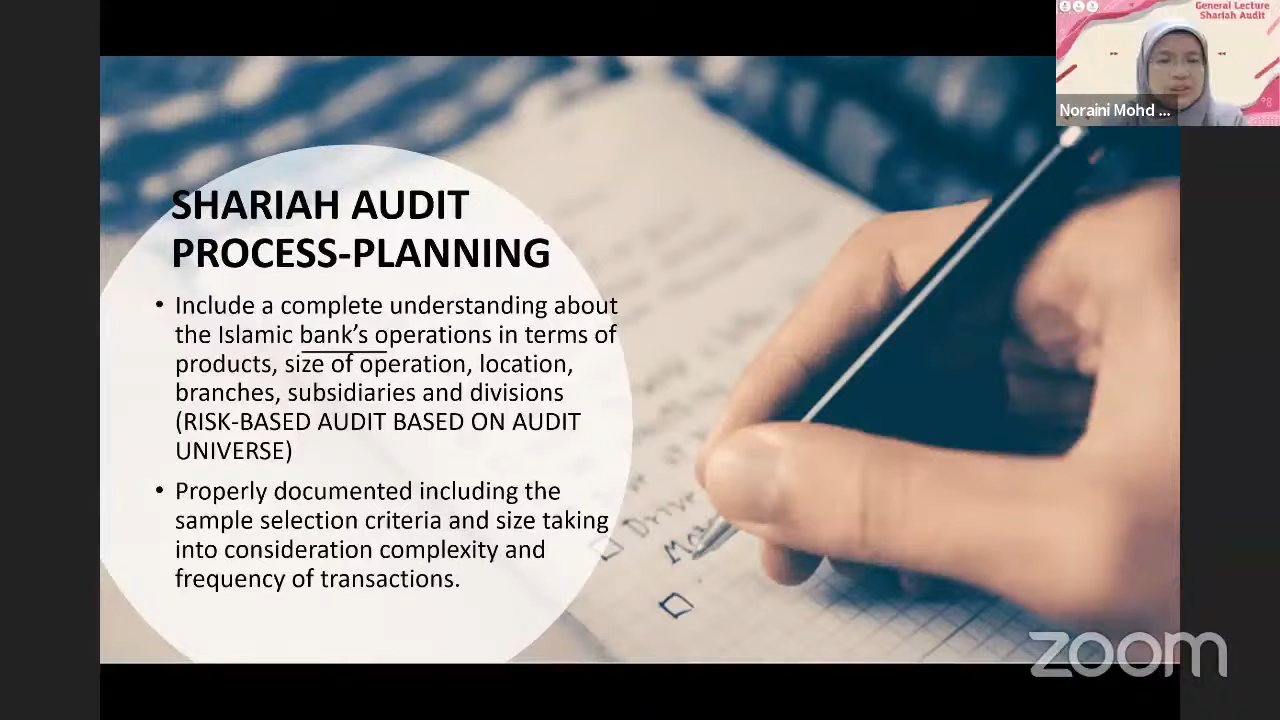 General Lecture
Shariah Audit
Noraini Mohd ...
SHARIAH AUDIT
PROCESS-PLANNING
• Include a complete understanding about
the Islamic bank's operations in terms of
products, size of operation, location,
branches, subsidiaries and divisions
(RISK-BASED AUDIT BASED ON AUDIT
UNIVERSE)
• Properly documented including the
sample selection criteria and size taking
into consideration complexity and
frequency of transactions.
Drive
zoom